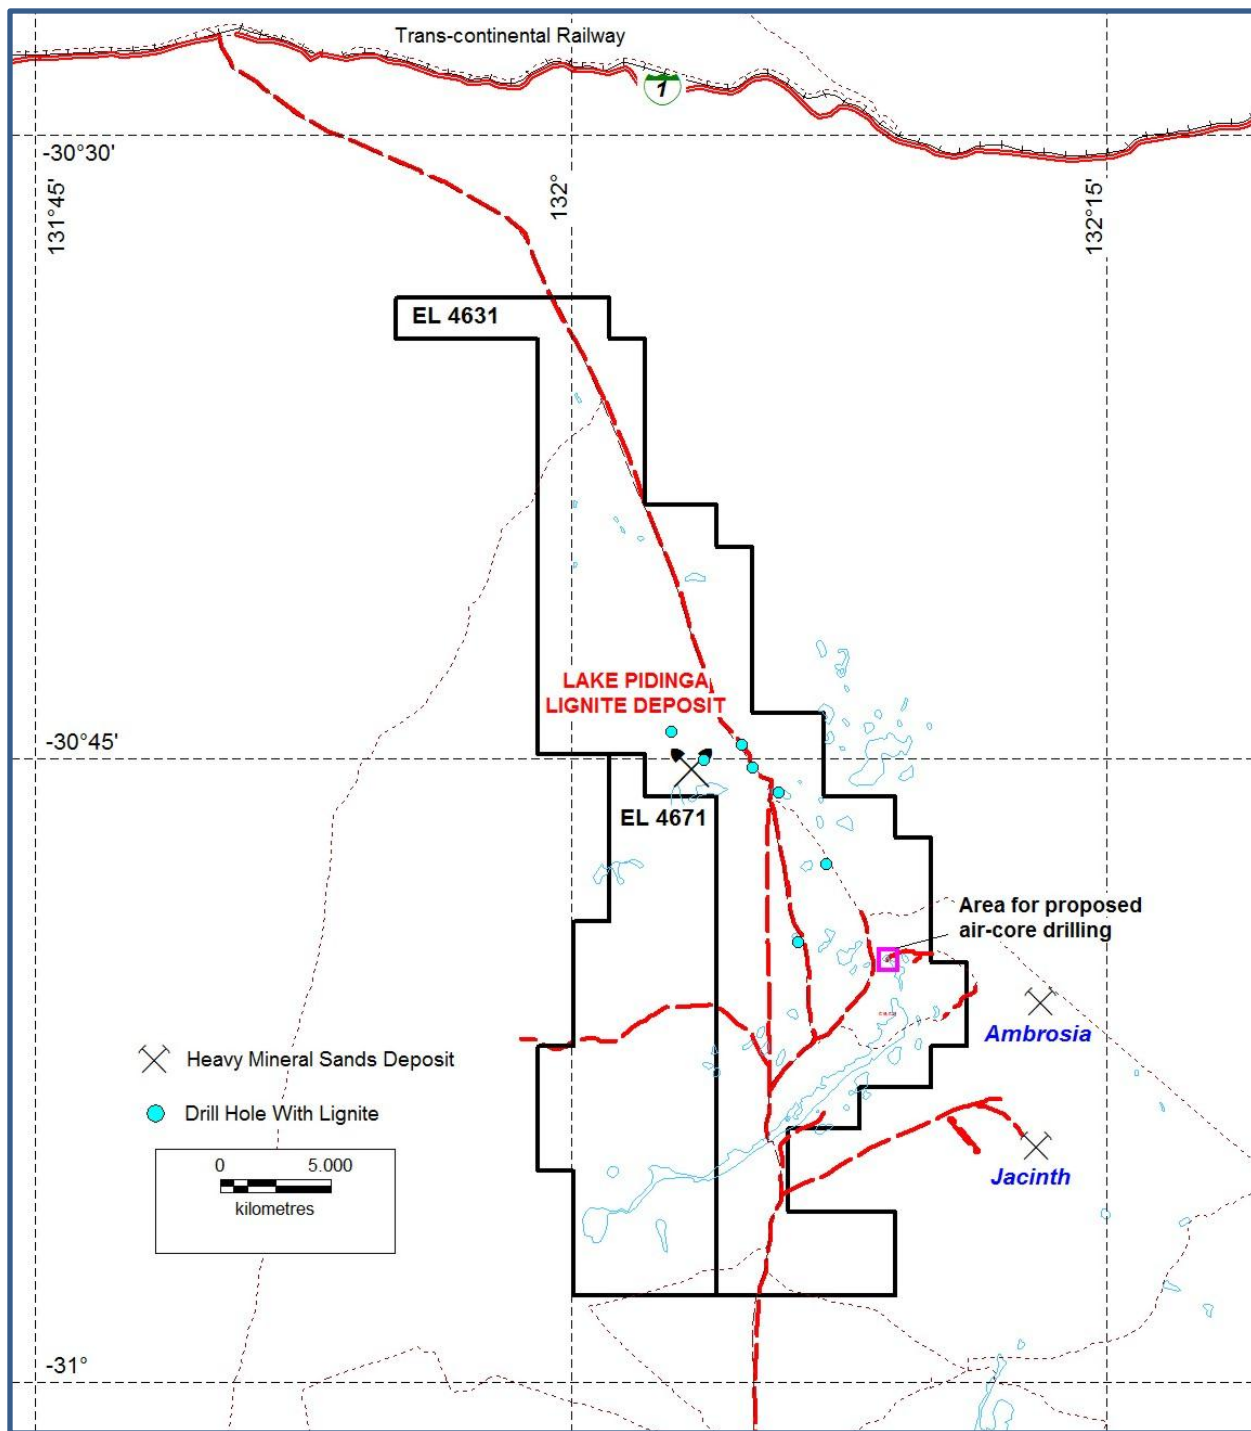 Trans-continental Railway
1
-30°30'
131°45'
132°
132°15'
EL 4631
LAKE PIDINGA
LIGNITE DEPOSIT
-30°45'
EL 4671
Area for proposed
air-core drilling
Ambrosia
Heavy Mineral Sands Deposit
Drill Hole With Lignite
Jacinth
0 5.000
kilometres
-31°